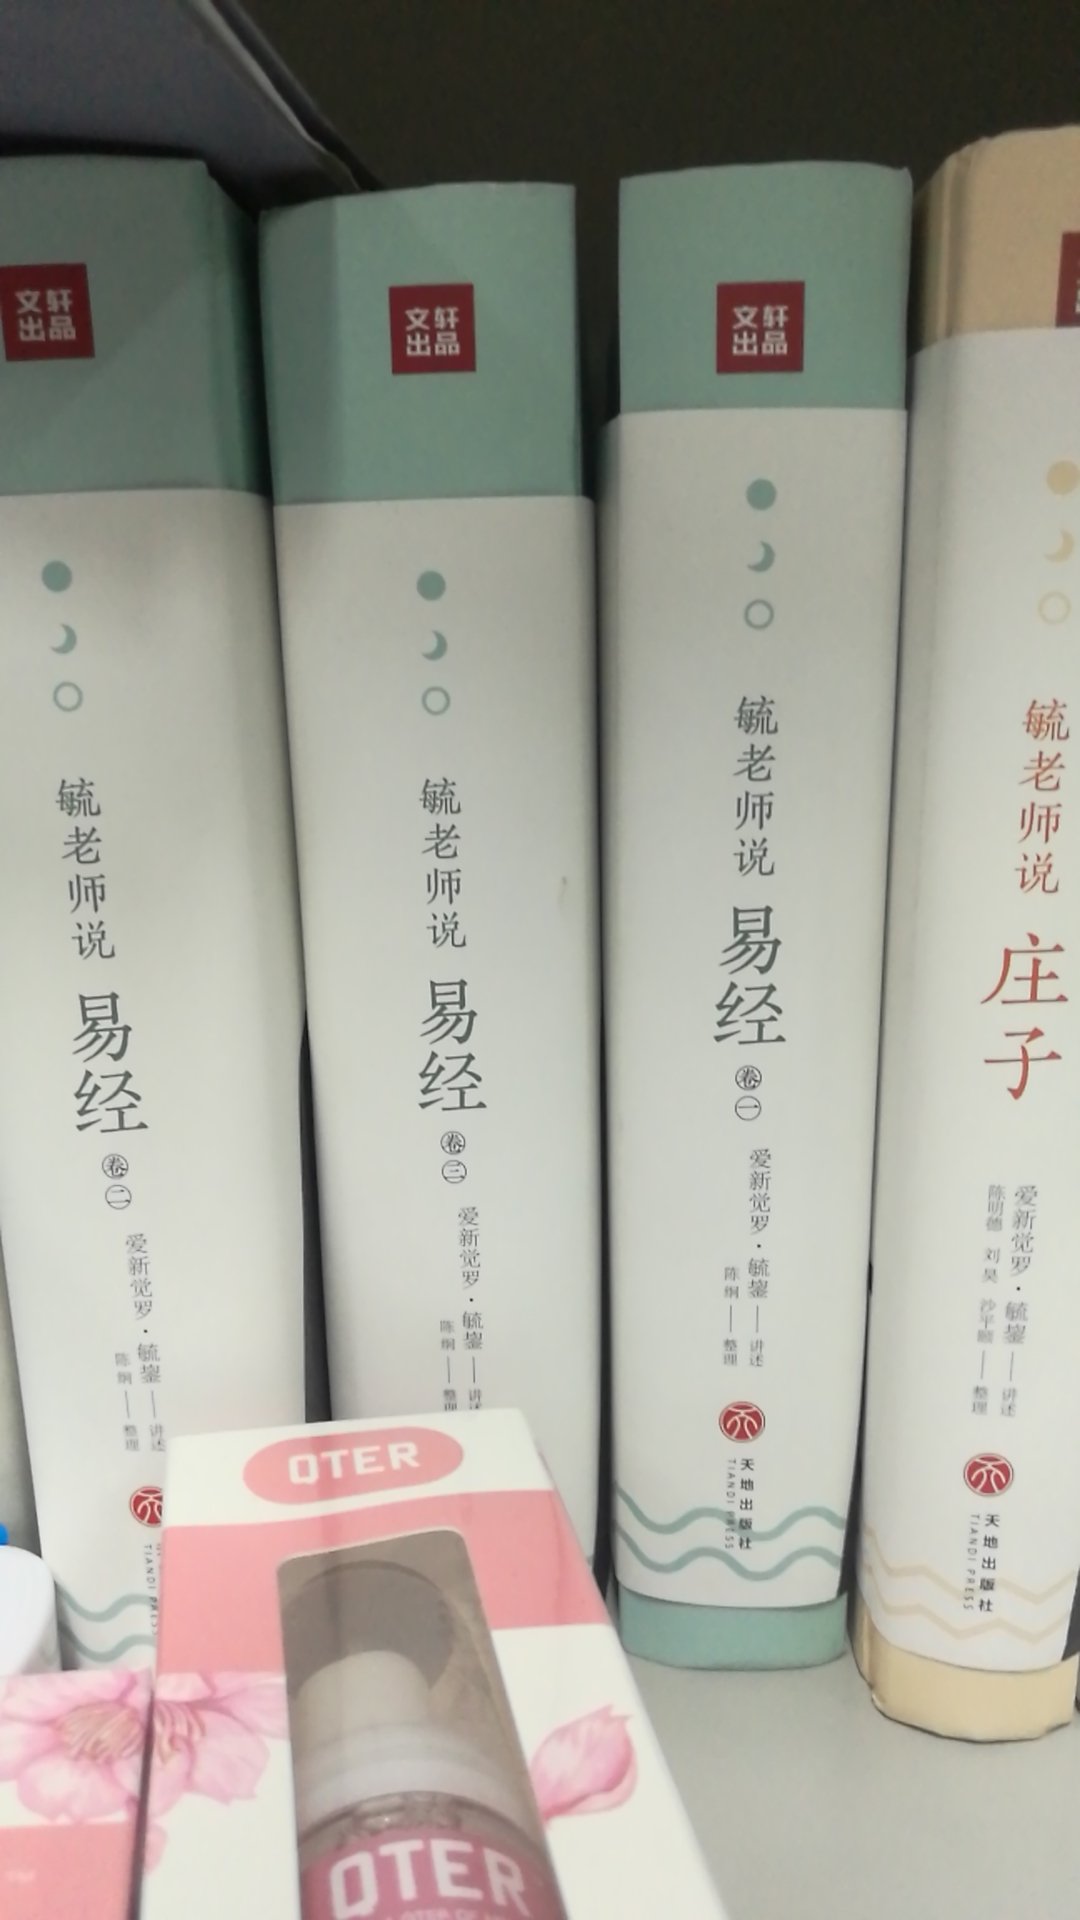 文轩
出品
毓老师说
易经
卷二
爱新觉罗·毓鋆 讲述
陈絅 整理
TIANDI PRESS
文轩
出品
毓老师说
易经
卷三
爱新觉罗·毓鋆 讲述
陈絅 整理
文轩
出品
毓老师说
易经
卷一
爱新觉罗·毓鋆 讲述
陈絅 整理
天地出版社
TIANDI PRESS
毓老师说
庄子
爱新觉罗·毓鋆 讲述
陈明德 刘昊 沙平颐 整理
天地出版社
TIANDI PRESS
QTER
QTER